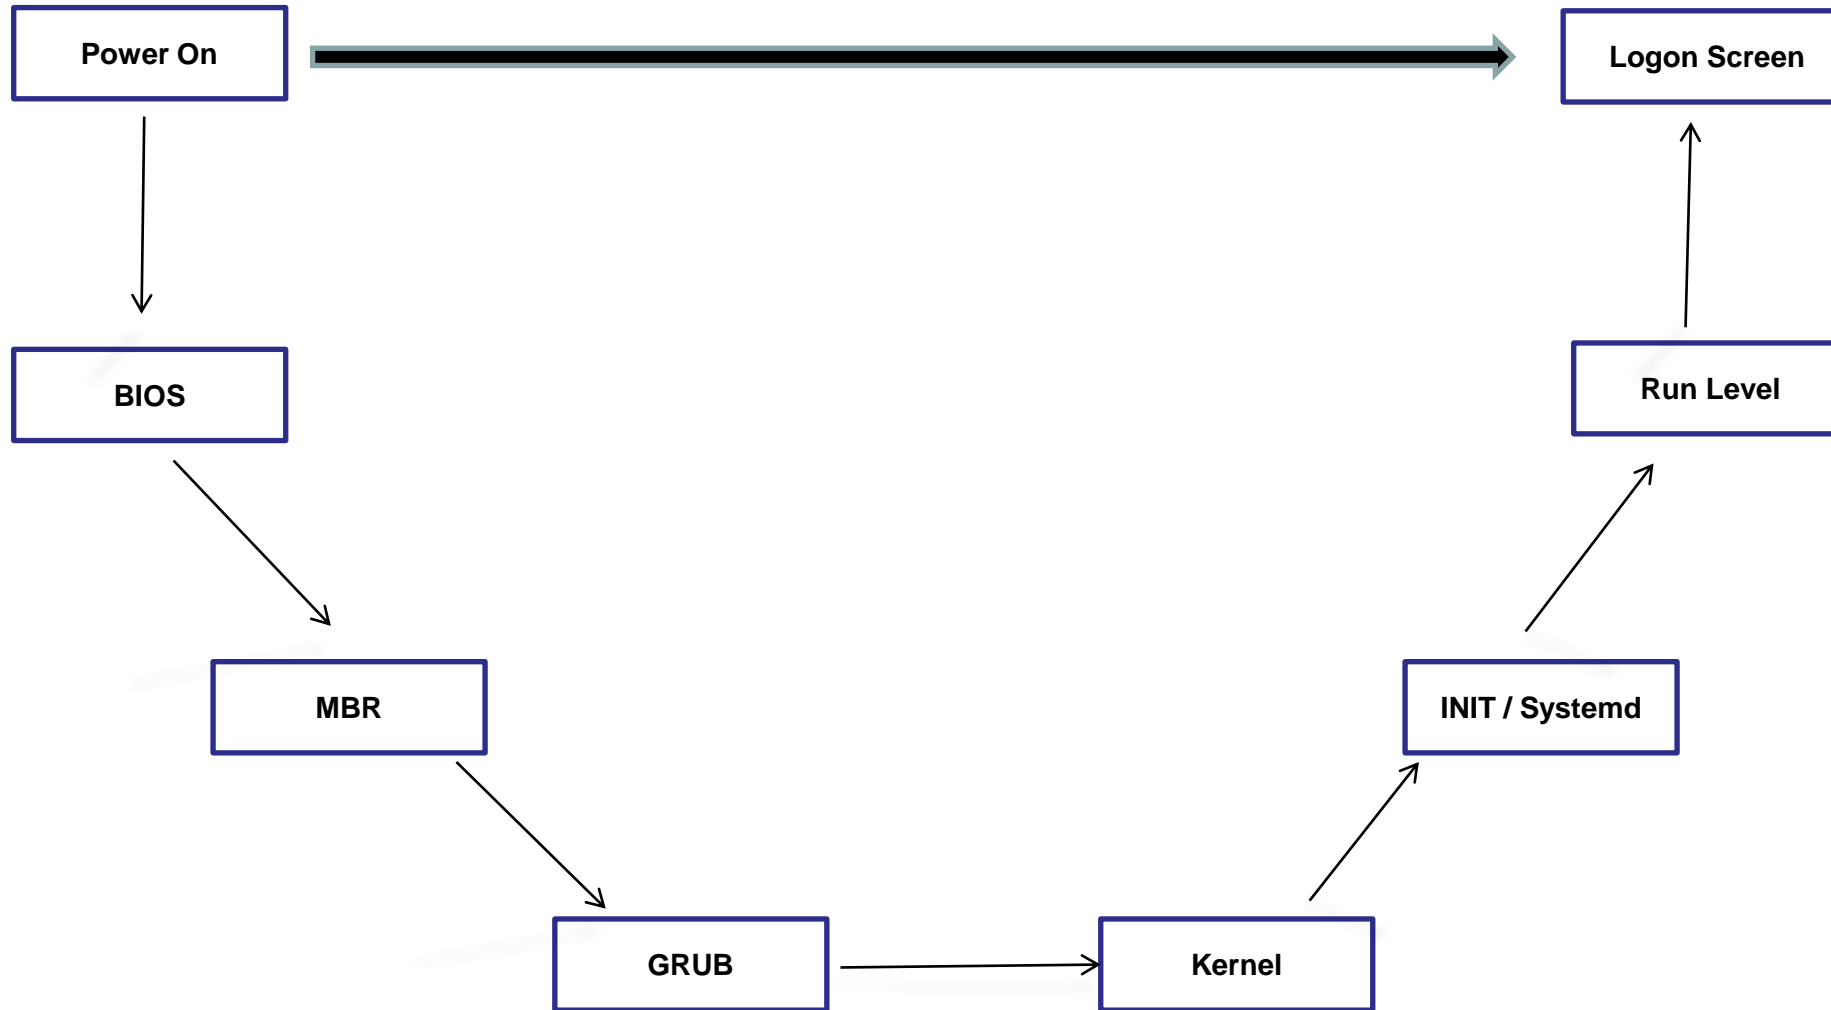 Power On
Logon Screen
BIOS
Run Level
MBR
INIT / Systemd
GRUB
Kernel